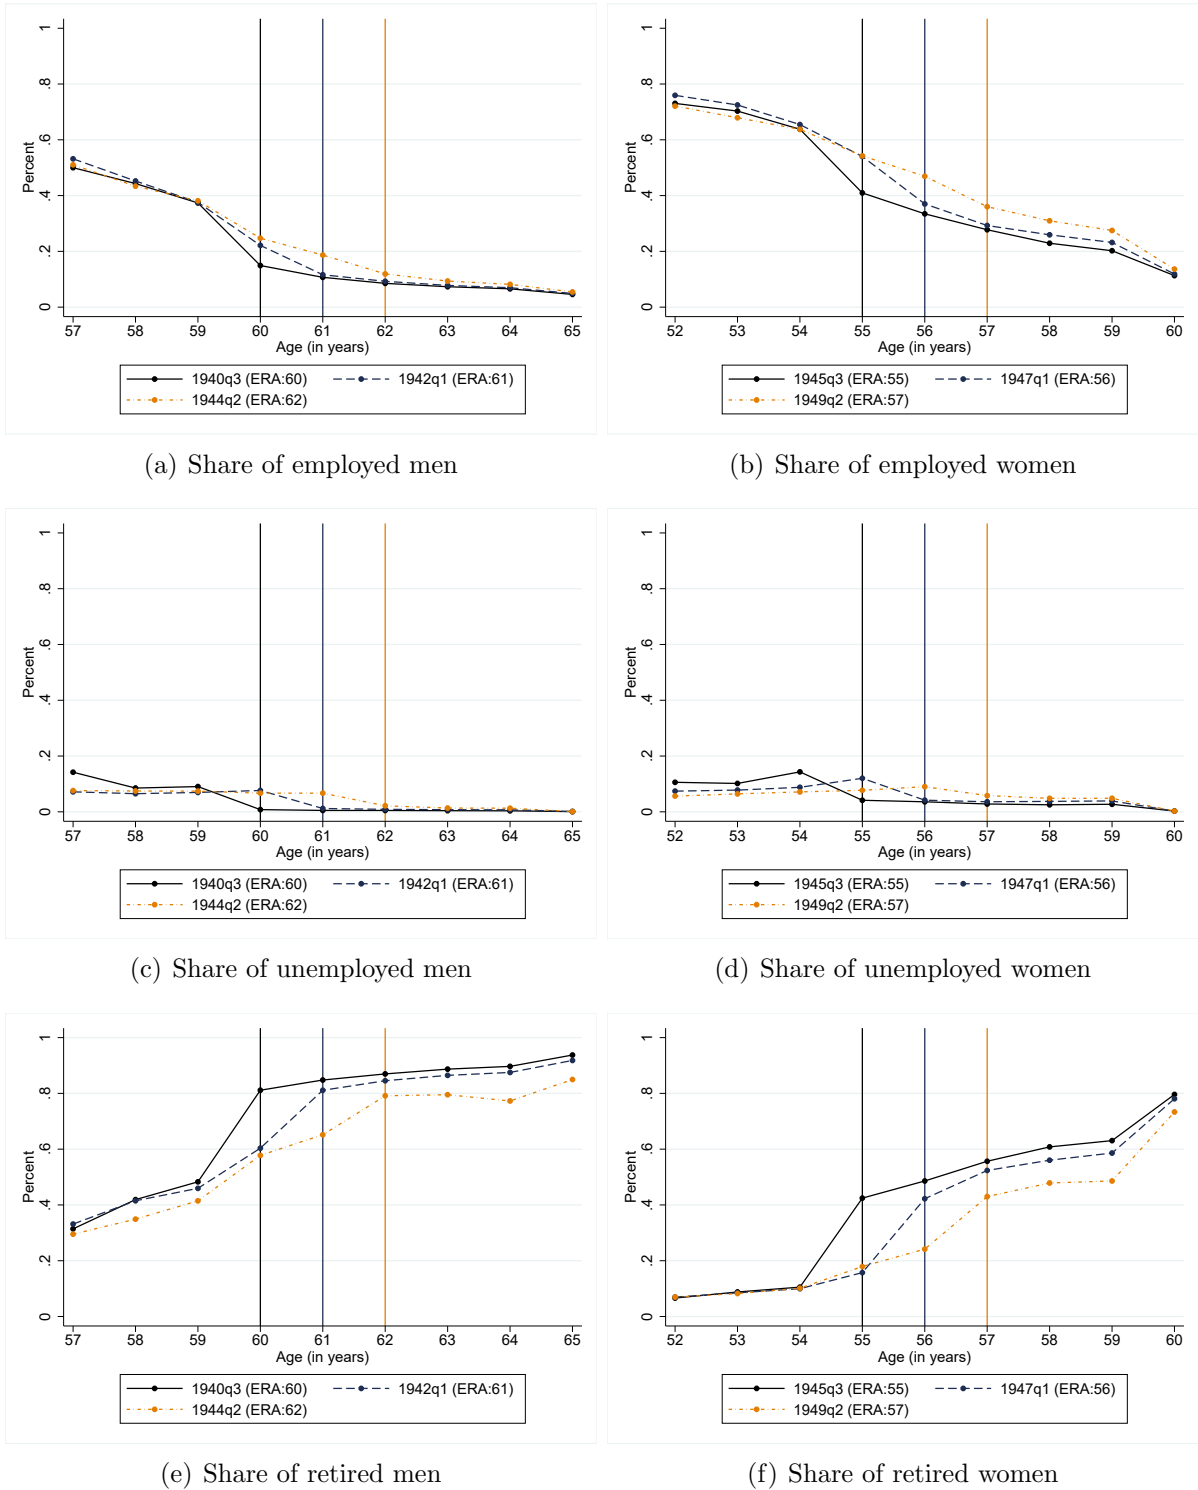 1
.8
.6
.4
.2
0
Percent
57 58 59 60 61 62 63 64 65
Age (in years)
1940q3 (ERA:60) 1942q1 (ERA:61)
1944q2 (ERA:62)
(a) Share of employed men
1
.8
.6
.4
.2
0
Percent
52 53 54 55 56 57 58 59 60
Age (in years)
1945q3 (ERA:55) 1947q1 (ERA:56)
1949q2 (ERA:57)
(b) Share of employed women
1
.8
.6
.4
.2
0
Percent
57 58 59 60 61 62 63 64 65
Age (in years)
1940q3 (ERA:60) 1942q1 (ERA:61)
1944q2 (ERA:62)
(c) Share of unemployed men
1
.8
.6
.4
.2
0
Percent
52 53 54 55 56 57 58 59 60
Age (in years)
1945q3 (ERA:55) 1947q1 (ERA:56)
1949q2 (ERA:57)
(d) Share of unemployed women
1
.8
.6
.4
.2
0
Percent
57 58 59 60 61 62 63 64 65
Age (in years)
1940q3 (ERA:60) 1942q1 (ERA:61)
1944q2 (ERA:62)
(e) Share of retired men
1
.8
.6
.4
.2
0
Percent
52 53 54 55 56 57 58 59 60
Age (in years)
1945q3 (ERA:55) 1947q1 (ERA:56)
1949q2 (ERA:57)
(f) Share of retired women